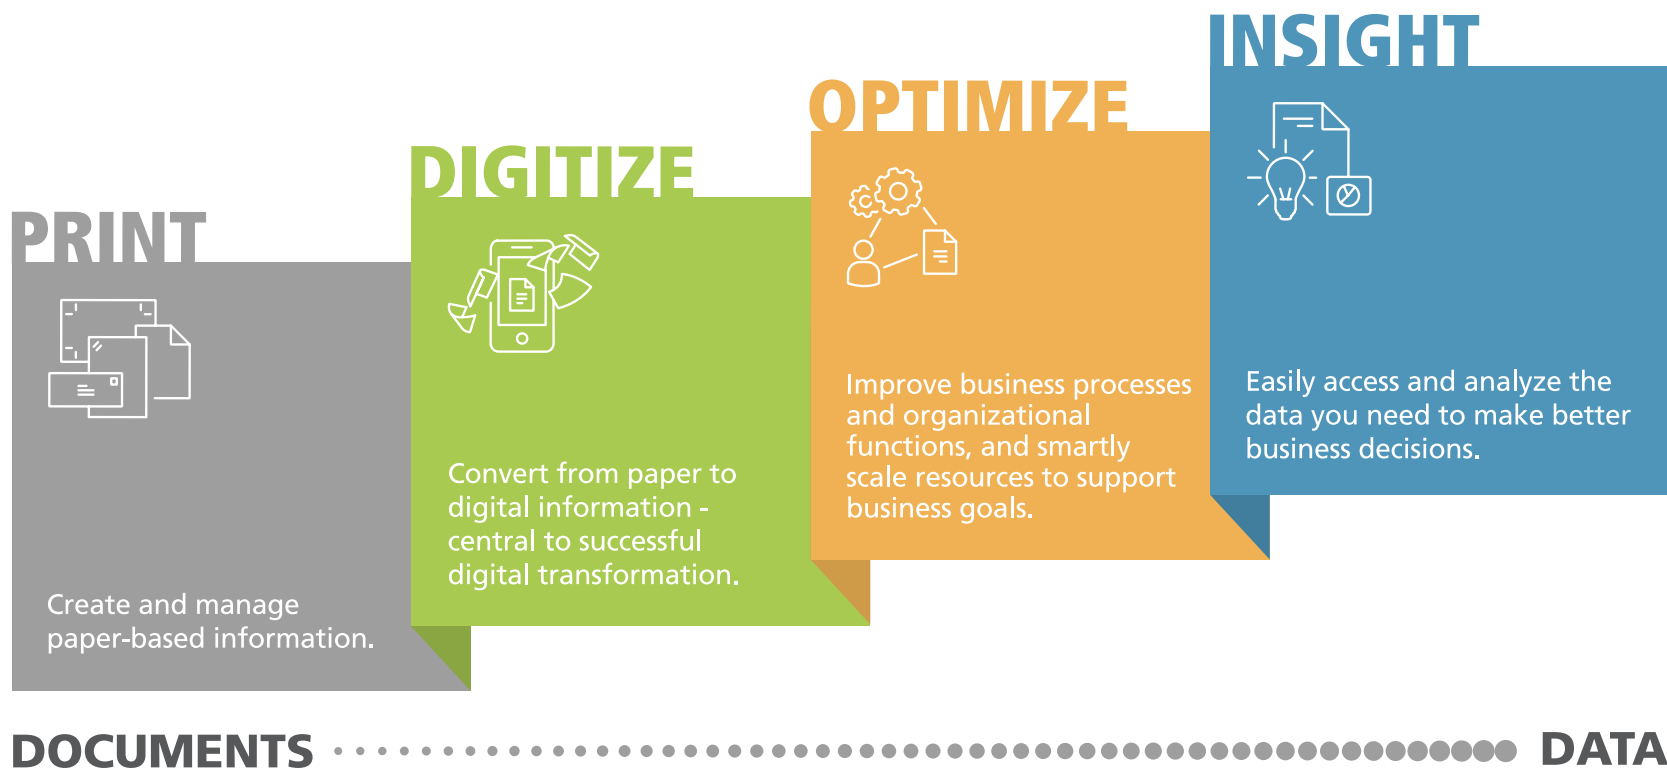 PRINT
Create and manage
paper-based information.
DIGITIZE
Convert from paper to
digital information -
central to successful
digital transformation.
OPTIMIZE
Improve business processes
and organizational
functions, and smartly
scale resources to support
business goals.
INSIGHT
Easily access and analyze the
data you need to make better
business decisions.
DOCUMENTS
DATA